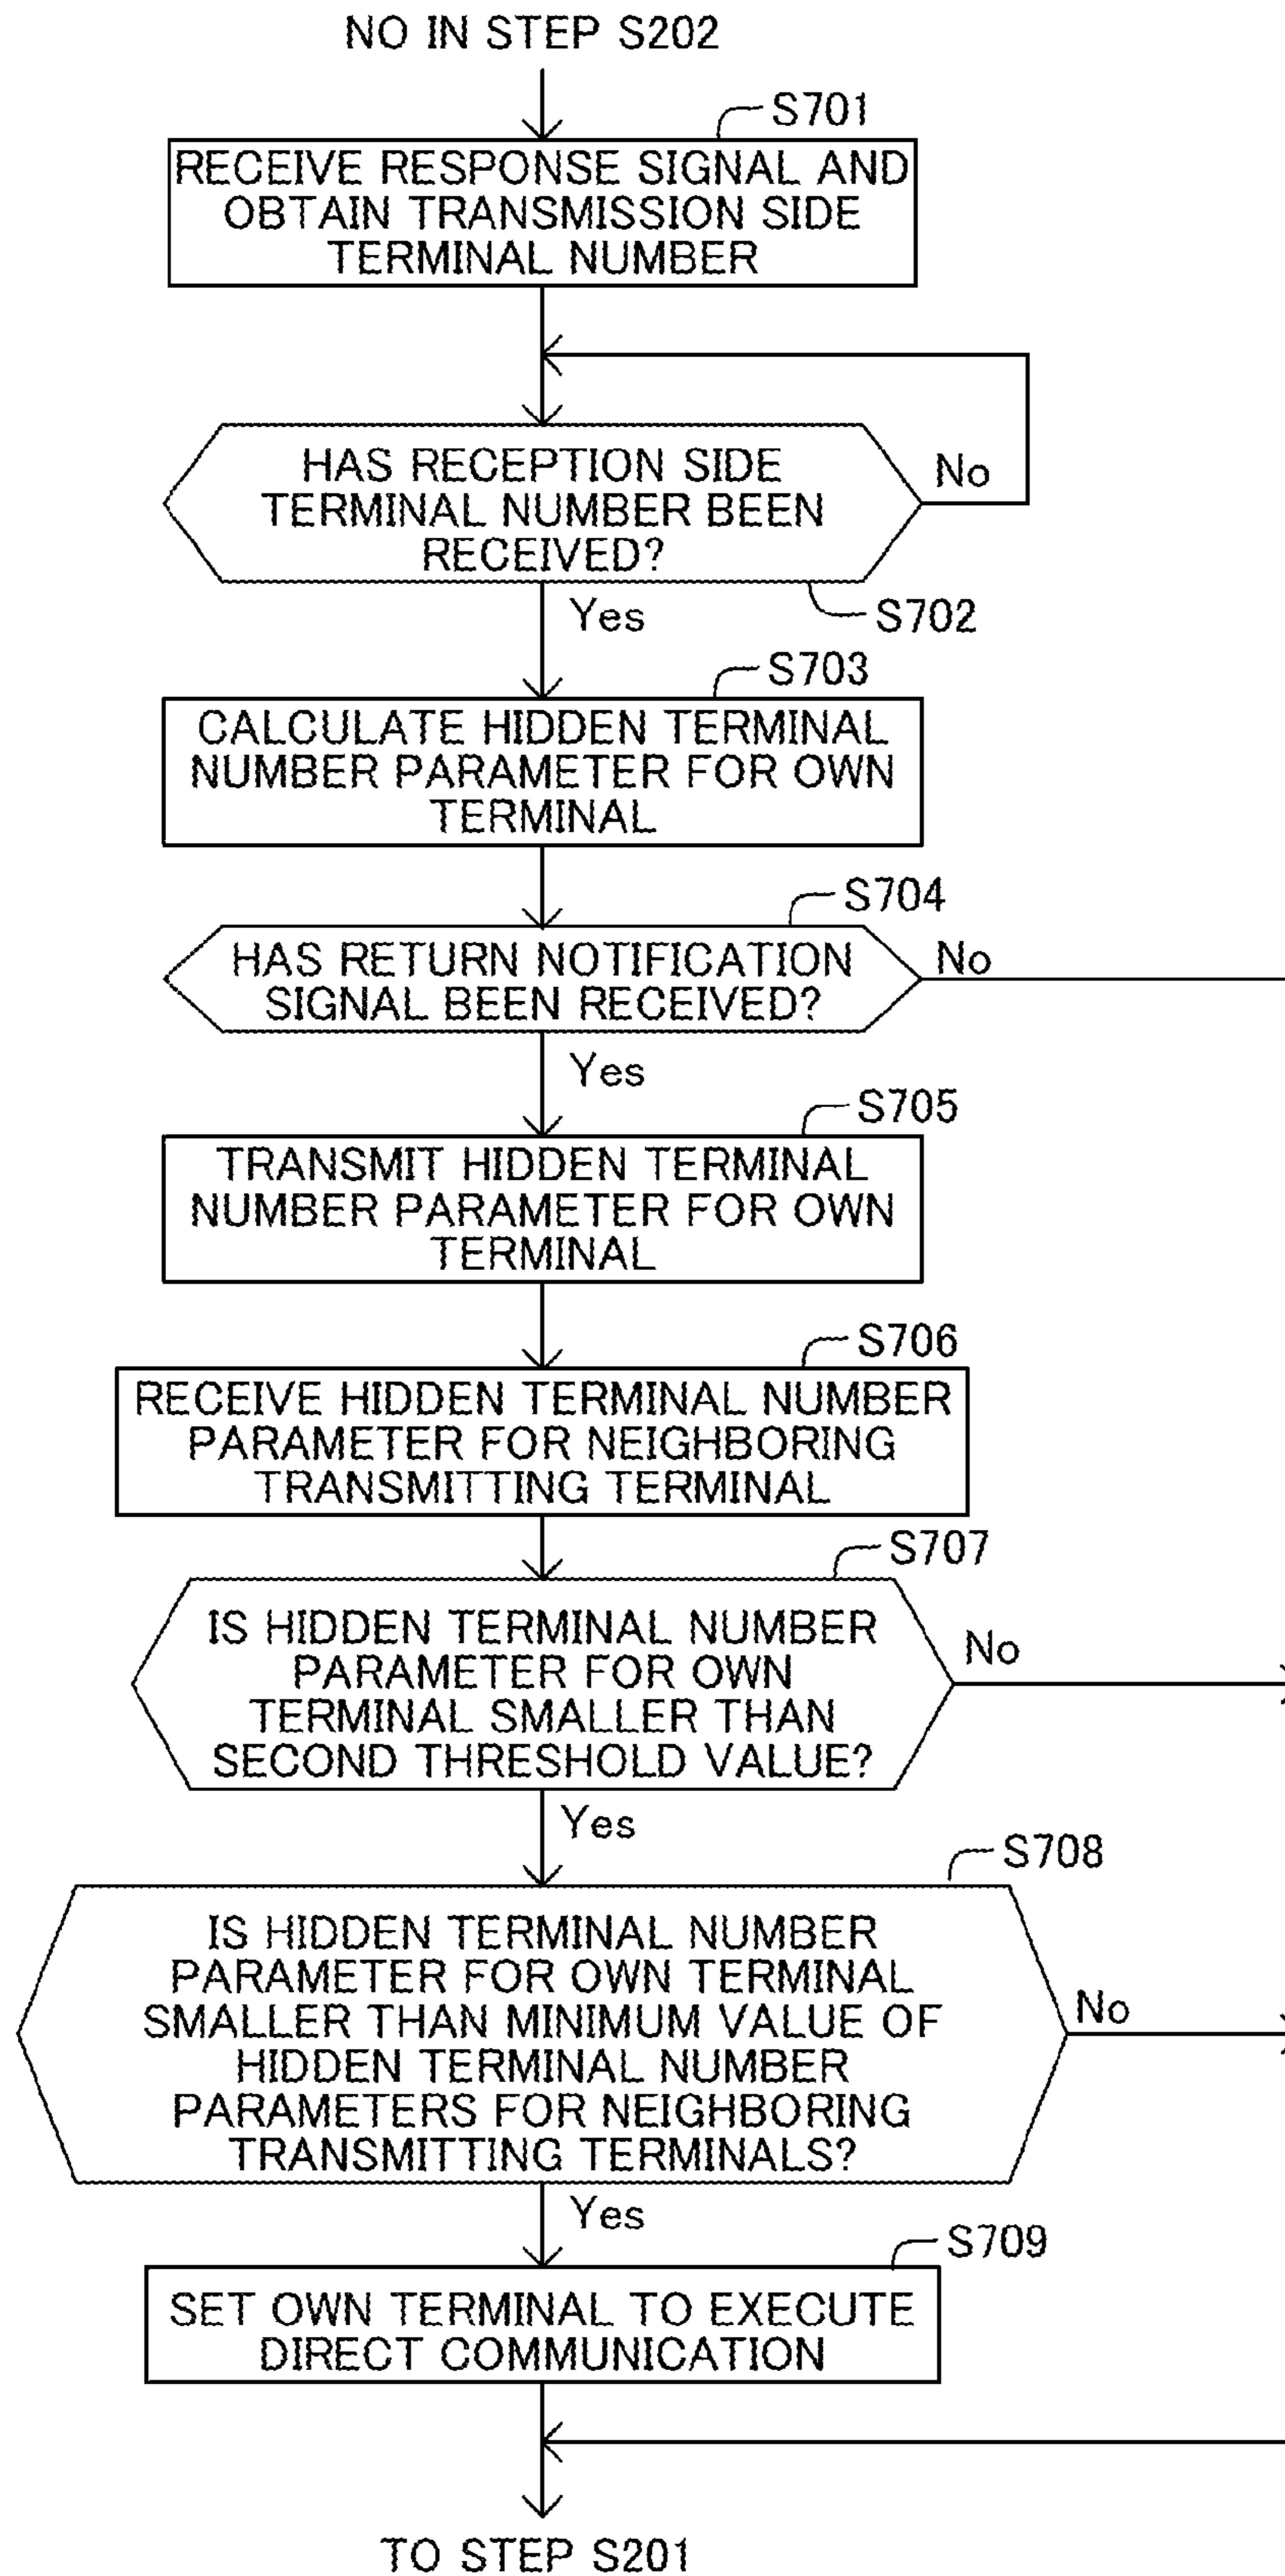 NO IN STEP S202
S701
RECEIVE RESPONSE SIGNAL AND
OBTAIN TRANSMISSION SIDE
TERMINAL NUMBER
HAS RECEPTION SIDE
TERMINAL NUMBER BEEN
RECEIVED?
No
Yes
S702
S703
CALCULATE HIDDEN TERMINAL
NUMBER PARAMETER FOR OWN
TERMINAL
S704
HAS RETURN NOTIFICATION
SIGNAL BEEN RECEIVED?
No
Yes
S705
TRANSMIT HIDDEN TERMINAL
NUMBER PARAMETER FOR OWN
TERMINAL
S706
RECEIVE HIDDEN TERMINAL NUMBER
PARAMETER FOR NEIGHBORING
TRANSMITTING TERMINAL
S707
IS HIDDEN TERMINAL NUMBER
PARAMETER FOR OWN
TERMINAL SMALLER THAN
SECOND THRESHOLD VALUE?
No
Yes
S708
IS HIDDEN TERMINAL NUMBER
PARAMETER FOR OWN TERMINAL
SMALLER THAN MINIMUM VALUE OF
HIDDEN TERMINAL NUMBER
PARAMETERS FOR NEIGHBORING
TRANSMITTING TERMINALS?
No
Yes
S709
SET OWN TERMINAL TO EXECUTE
DIRECT COMMUNICATION
TO STEP S201